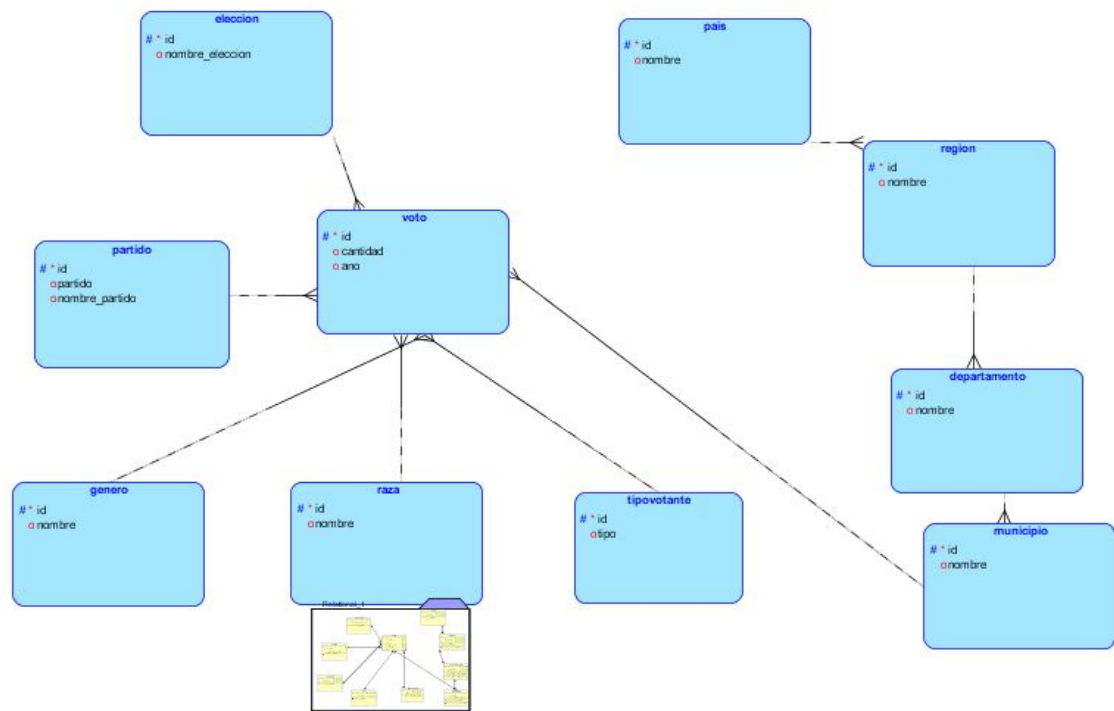 eleccion
# * id
o nombre_eleccion
pais
# * id
o nombre
region
# * id
o nombre
voto
# * id
o cantidad
o ano
partido
# * id
o partido
o nombre_partido
departamento
# * id
o nombre
genero
# * id
o nombre
raza
# * id
o nombre
tipovotante
# * id
o tipo
municipio
# * id
o nombre
Relational_1